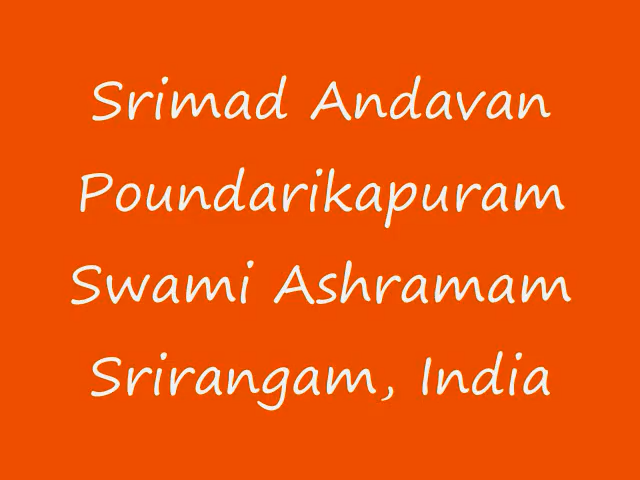 Srimad Andavan
Poundarikapuram
Swami Ashramam
Srirangam, India